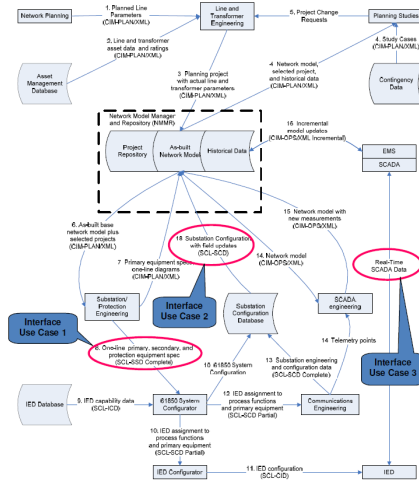 Network Planning
1. Planned Line
Parameters
(CIM-PLAN/XML)
Line and
Transformer
Engineering
5. Project Change
Requests
Planning Studies
2. Line and transformer
asset data and ratings
(CIM-PLAN/XML)
4. Study Cases
(CIM-PLAN/XML)
Asset
Management
Database
3 Planning project
with actual line and
transformer parameters
(CIM-PLAN/XML)
4 Network model,
selected project,
and historical data
(CIM-PLAN/XML)
Contingency
Data
Network Model Manager
and Repository (NMMR)
Project
Repository
As-built
Network Model
Historical Data
16 Incremental
model updates
(CIM-OPS/XML Incremental)
EMS
SCADA
6. As-built base
network model plus
selected projects
(CIM-PLAN/XML)
18 Substation Configuration
with field updates
(SCL-SCD)
15 Network model with
new measurements
(CIM-OPS/XML)
7 Primary equipment spec
one-line diagrams
(CIM-PLAN/XML)
14. Network model
(CIM-OPS/XML)
Real-Time
SCADA Data
Interface
Use Case 2
Substation/
Protection
Engineering
Substation
Configuration
Database
SCADA
engineering
Interface
Use Case 1
Interface
Use Case 3
8. One-line primary, secondary, and
protection equipment spec
(SCL-SSD Complete)
14. Telemetry points
61850 System
Configuration
13. Substation engineering
and configuration data
(SCL-SCD Complete)
IED Database
9. IED capability data
(SCL-ICD)
61850 System
Configurator
12. IED assignment to
process functions
and primary equipment
(SCL-SCD Partial)
Communications
Engineering
10. IED assignment to
process functions
and primary equipment
(SCL-SCD Partial)
IED Configurator
11. IED configuration
(SCL-CID)
IED